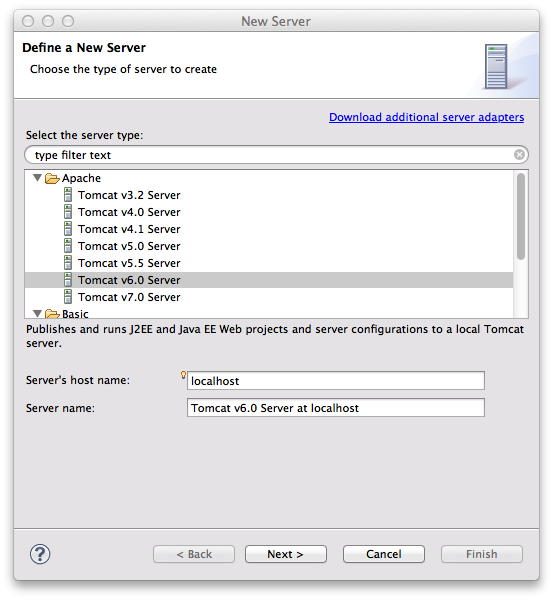 New Server
Define a New Server
Choose the type of server to create
Download additional server adapters
Select the server type:
type filter text
Apache
Tomcat v3.2 Server
Tomcat v4.0 Server
Tomcat v4.1 Server
Tomcat v5.0 Server
Tomcat v5.5 Server
Tomcat v6.0 Server
Tomcat v7.0 Server
Basic
Publishes and runs J2EE and Java EE Web projects and server configurations to a local Tomcat
server.
Server's host name: localhost
Server name: Tomcat v6.0 Server at localhost
? < Back Next > Cancel Finish